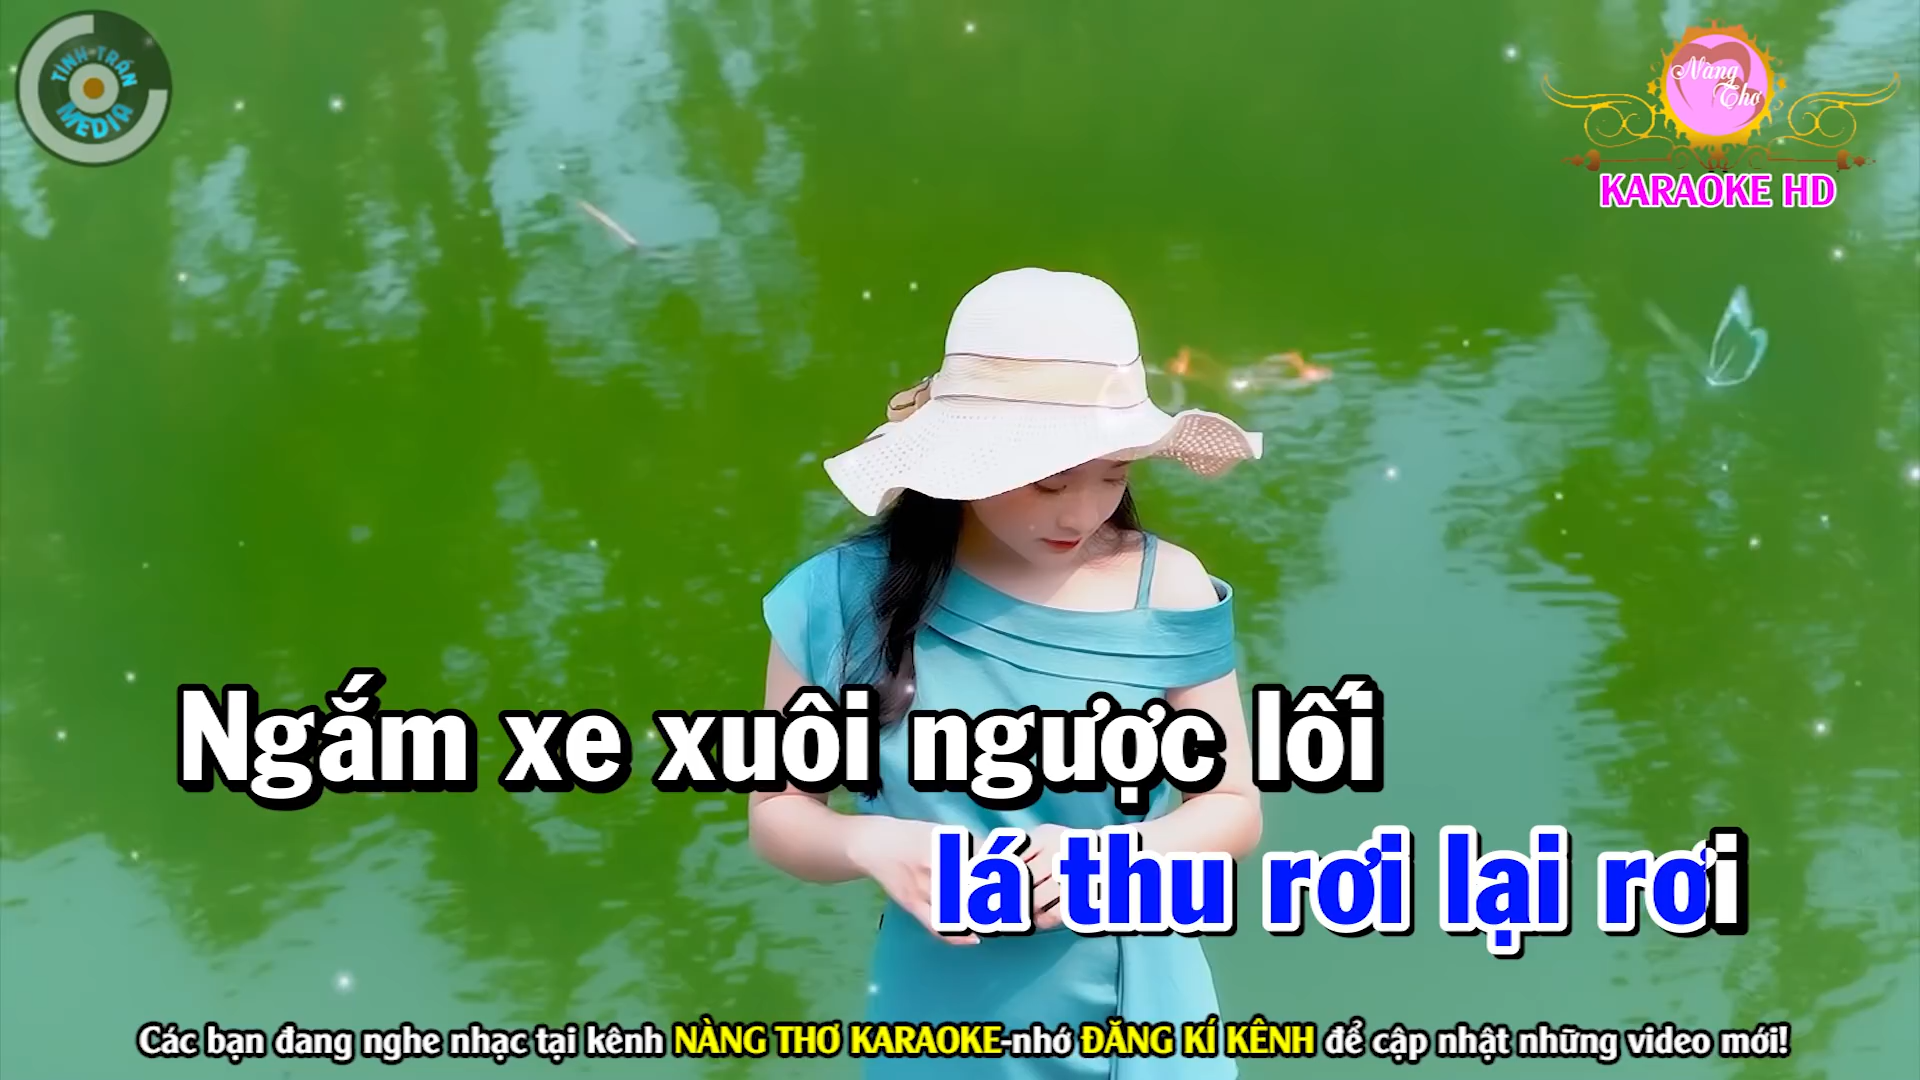 TÌNH TRẦN
MEDIA
Nàng
Thơ
KARAOKE HD
Ngắm xe xuôi ngược lối
lá thu rơi lại rơi
Các bạn đang nghe nhạc tại kênh NÀNG THƠ KARAOKE-nhớ ĐĂNG KÍ KÊNH để cập nhật những video mới!